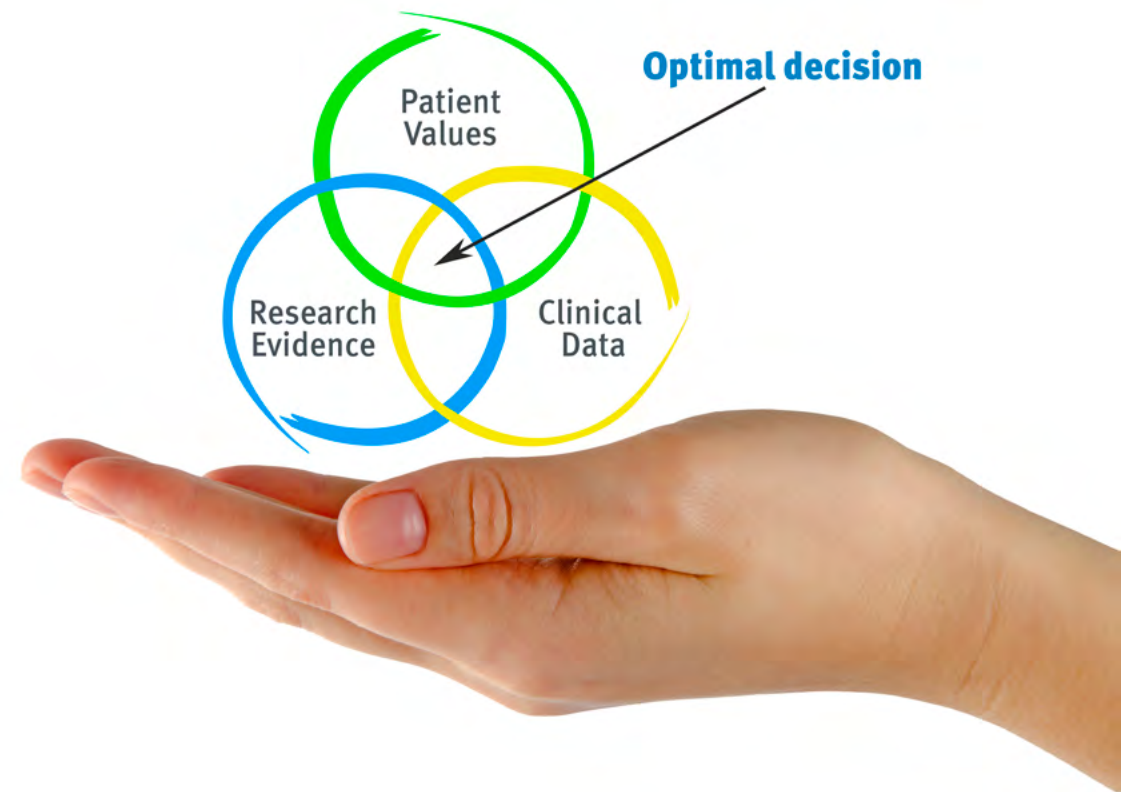 Optimal decision
Patient
Values
Research
Evidence
Clinical
Data